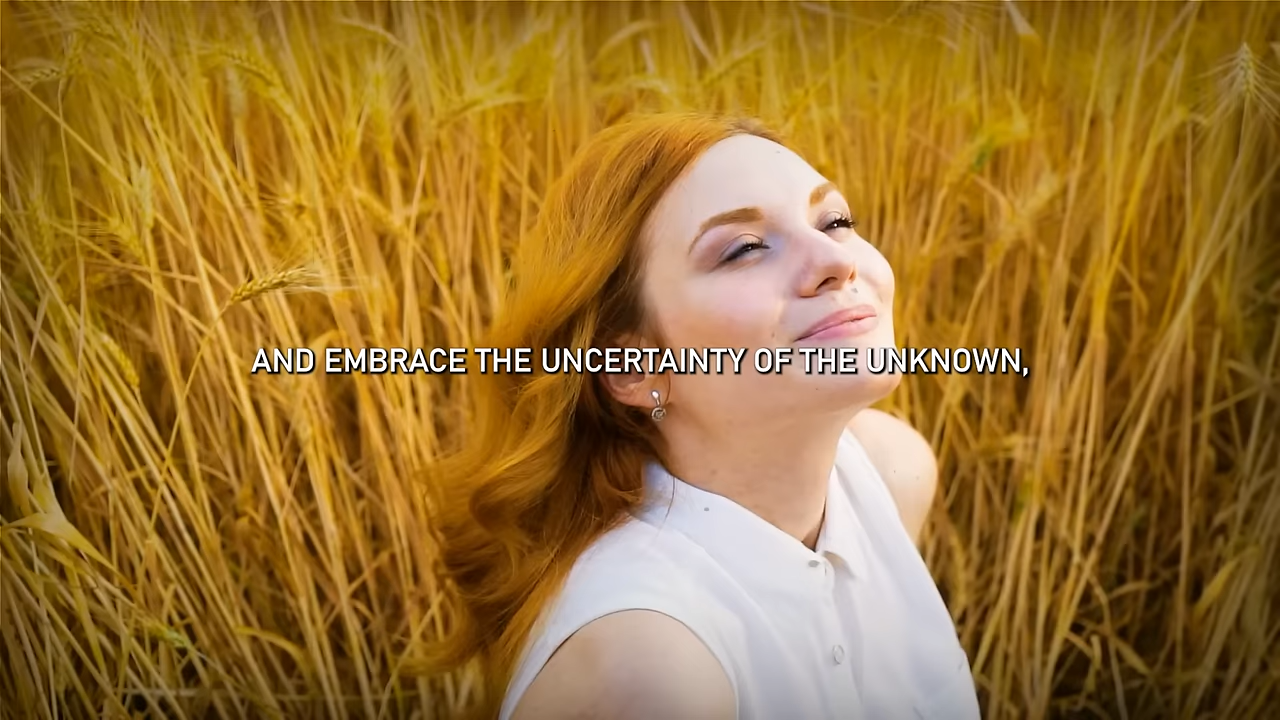 AND EMBRACE THE UNCERTAINTY OF THE UNKNOWN,